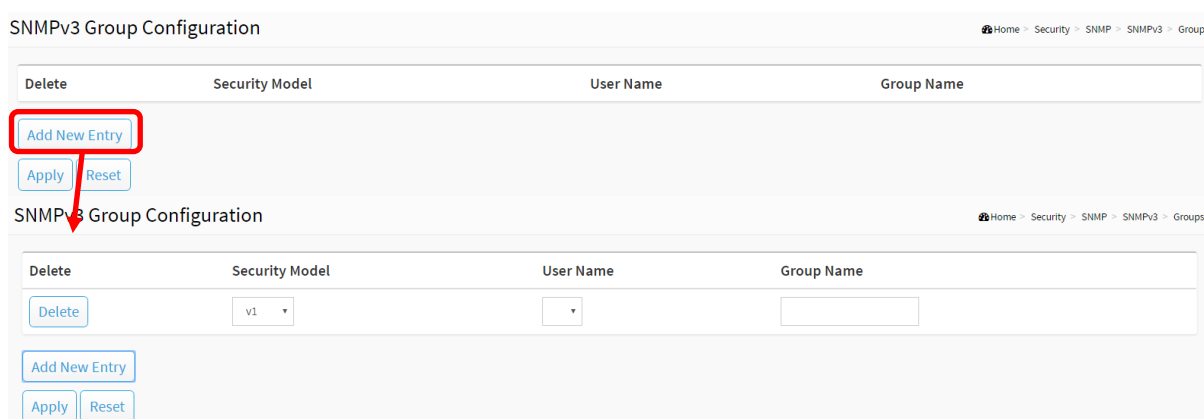 SNMPv3 Group Configuration
Home > Security > SNMP > SNMPv3 > Group
Delete Security Model User Name Group Name
Add New Entry
Apply Reset
SNMPv3 Group Configuration
Home > Security > SNMP > SNMPv3 > Groups
Delete Security Model User Name Group Name
Delete v1
Add New Entry
Apply Reset